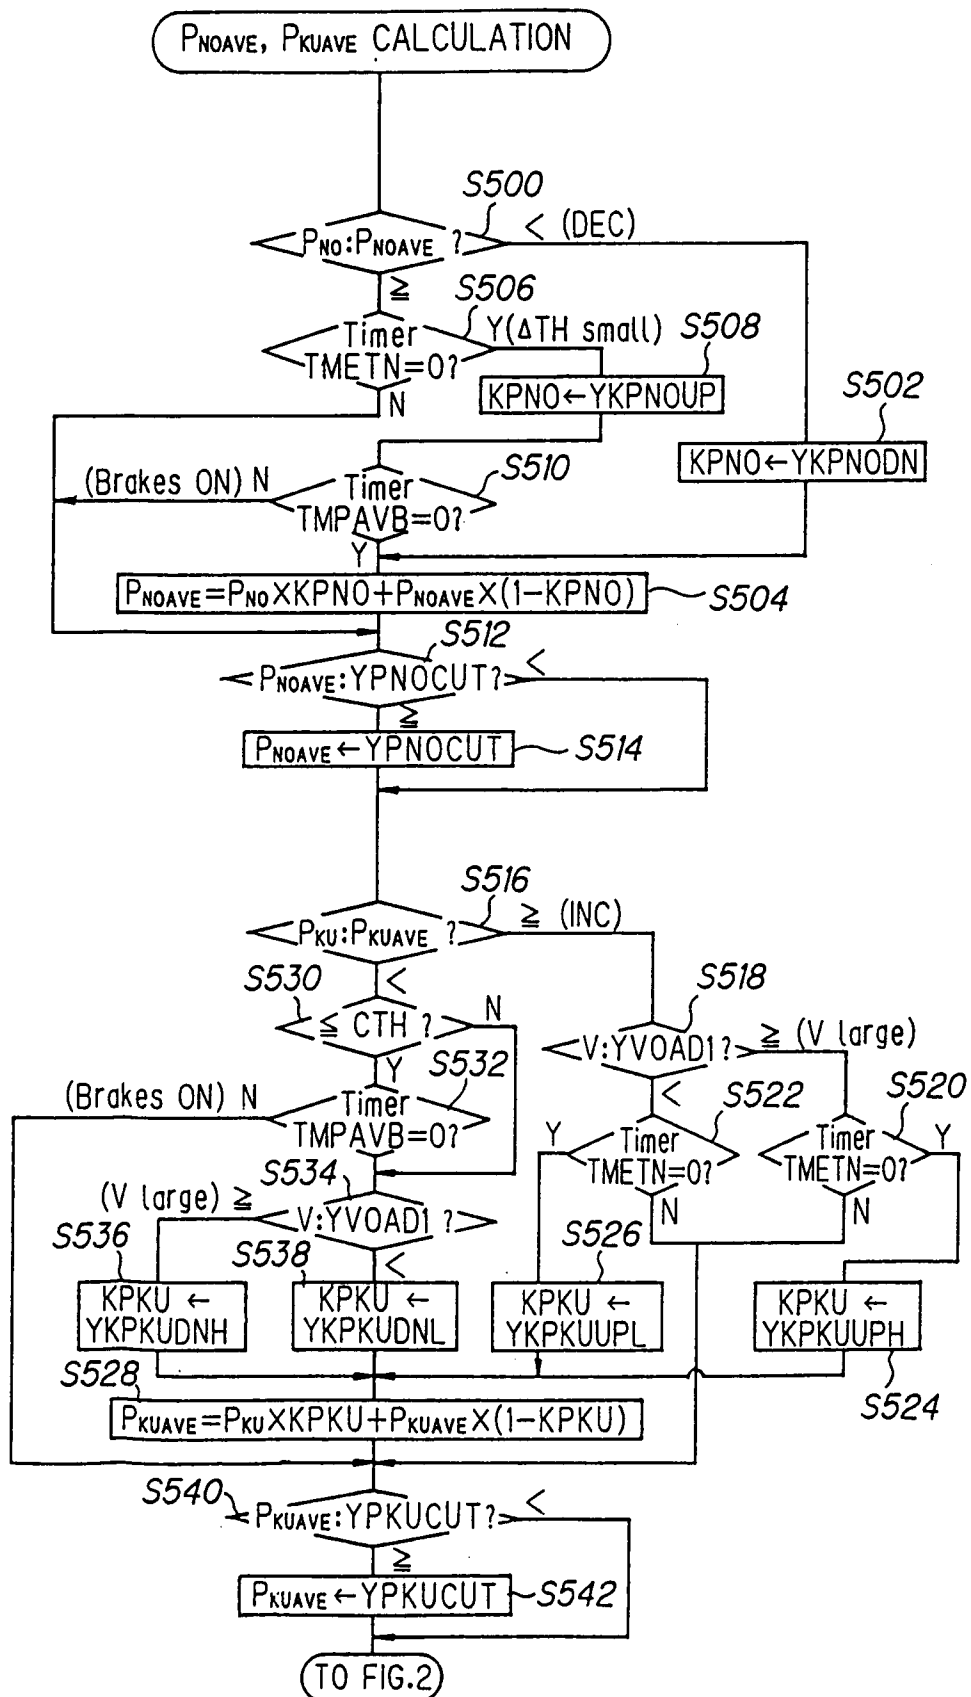 PNOAVE, PKUAVE CALCULATION
S500
PNO:PNOAVE ?
< (DEC)
≧
S506
Timer
TMETN=0?
Y(ΔTH small)
N
S508
KPNO←YKPNOUP
S502
KPNO←YKPNODN
S510
(Brakes ON) N
Timer
TMPAVB=0?
Y
PNOAVE=PNO×KPNO+PNOAVE×(1-KPNO)
S504
S512
PNOAVE:YPNOCUT?
<
≧
PNOAVE←YPNOCUT
S514
S516
PKU:PKUAVE ?
≧ (INC)
<
S530
≦ CTH ?
N
Y
S518
V:YVOAD1?
≧ (V large)
<
S532
(Brakes ON) N
Timer
TMPAVB=0?
S522
Y
Timer
TMETN=0?
N
S520
Timer
TMETN=0?
Y
N
S534
(V large) ≧
V:YVOAD1 ?
<
S536
KPKU ←
YKPKUDNH
S538
KPKU ←
YKPKUDNL
S526
KPKU ←
YKPKUUPL
KPKU ←
YKPKUUPH
S524
S528
PKUAVE=PKU×KPKU+PKUAVE×(1-KPKU)
S540
PKUAVE:YPKUCUT?
<
≧
PKUAVE←YPKUCUT
S542
TO FIG.2